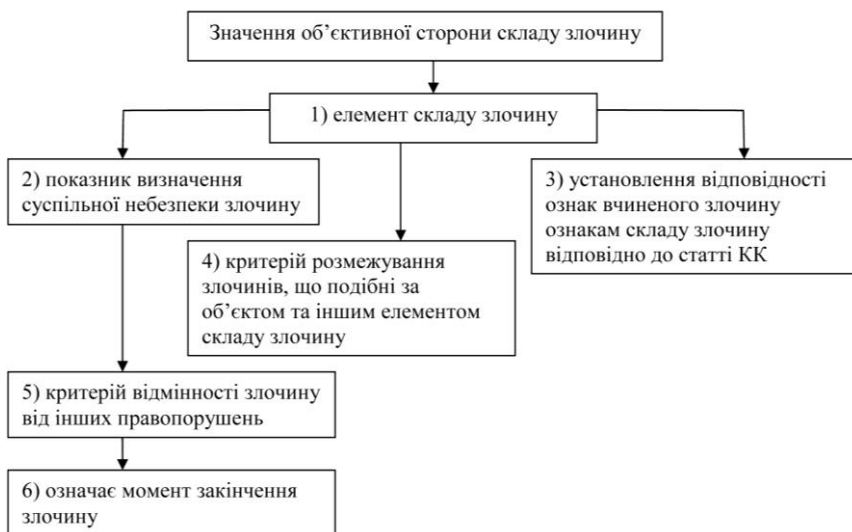 Значення об’єктивної сторони складу злочину
1) елемент складу злочину
2) показник визначення
суспільної небезпеки злочину
3) установлення відповідності
ознак вчиненого злочину
ознакам складу злочину
відповідно до статті КК
4) критерій розмежування
злочинів, що подібні за
об’єктом та іншим елементом
складу злочину
5) критерій відмінності злочину
від інших правопорушень
6) означає момент закінчення
злочину